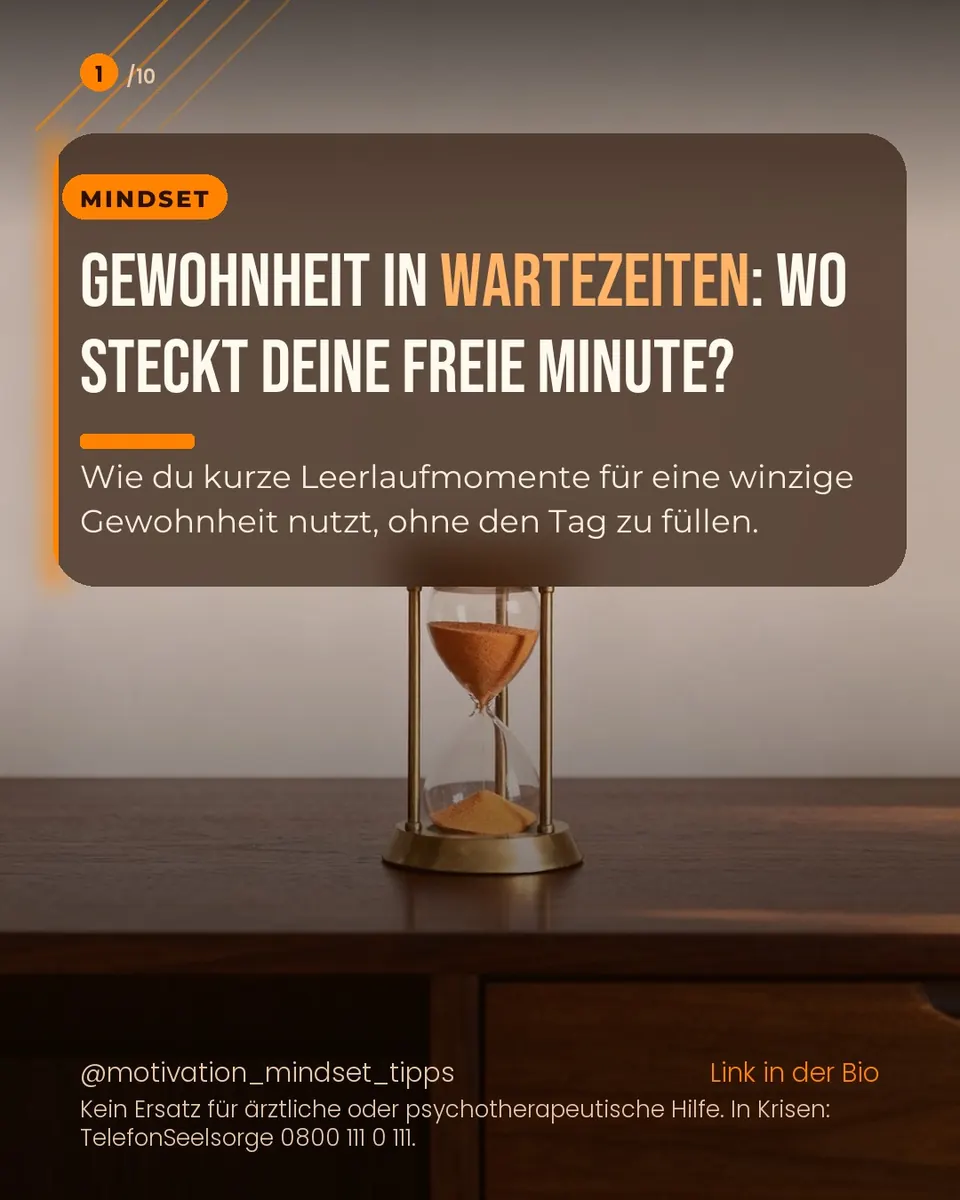 1 /10
MINDSET
GEWOHNHEIT IN WARTEZEITEN: WO
STECKT DEINE FREIE MINUTE?
Wie du kurze Leerlaufmomente für eine winzige
Gewohnheit nutzt, ohne den Tag zu füllen.
@motivation_mindset_tipps
Link in der Bio
Kein Ersatz für ärztliche oder psychotherapeutische Hilfe. In Krisen:
TelefonSeelsorge 0800 111 0 111.